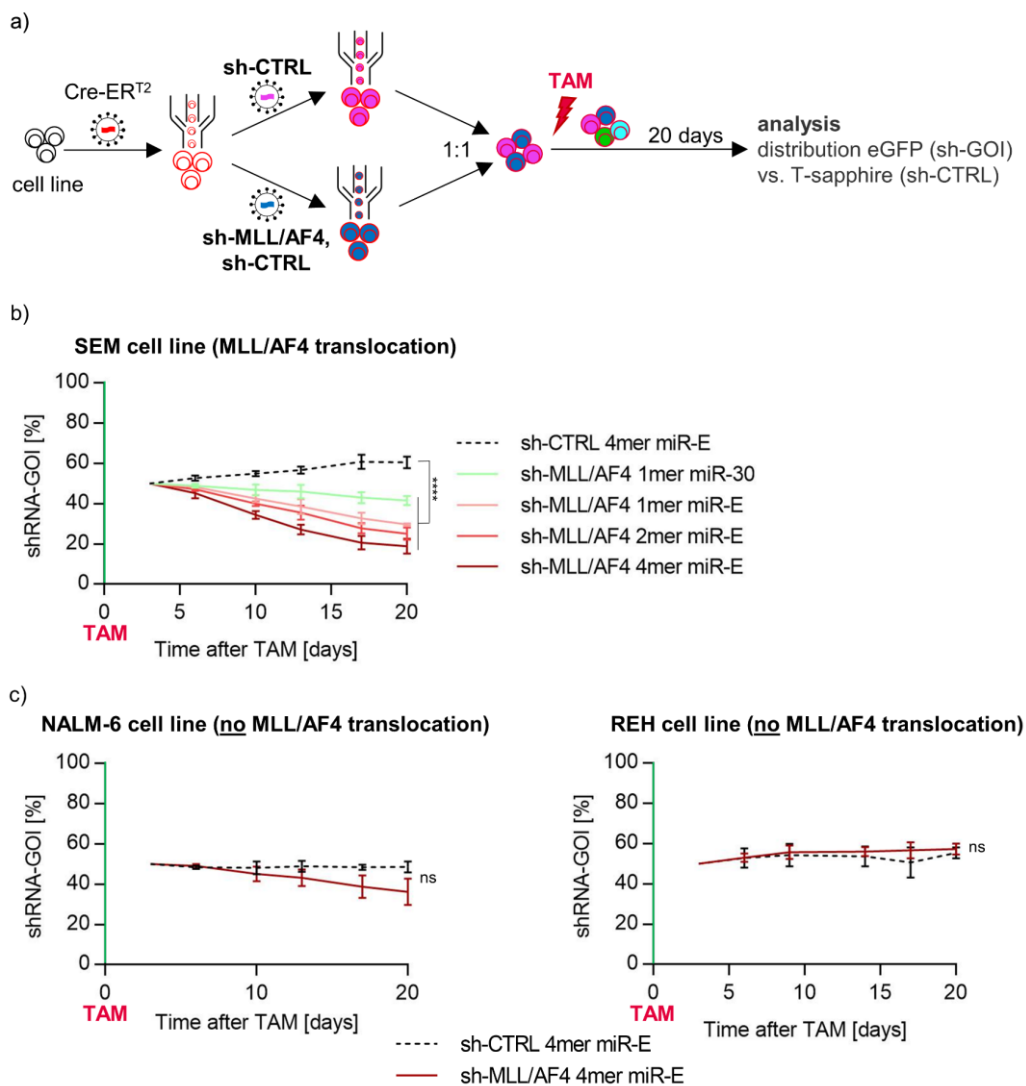 a)
sh-CTRL
Cre-ERT2
TAM
cell line
1:1
20 days
analysis
distribution eGFP (sh-GOI)
vs. T-sapphire (sh-CTRL)
sh-MLL/AF4,
sh-CTRL
b)
SEM cell line (MLL/AF4 translocation)
shRNA-GOI [%]
100
80
60
40
20
0
0 5 10 15 20
TAM
Time after TAM [days]
****
sh-CTRL 4mer miR-E
sh-MLL/AF4 1mer miR-30
sh-MLL/AF4 1mer miR-E
sh-MLL/AF4 2mer miR-E
sh-MLL/AF4 4mer miR-E
c)
NALM-6 cell line (no MLL/AF4 translocation)
shRNA-GOI [%]
100
80
60
40
20
0
ns
0 10 20
TAM
Time after TAM [days]
REH cell line (no MLL/AF4 translocation)
shRNA-GOI [%]
100
80
60
40
20
0
ns
0 5 10 15 20
TAM
Time after TAM [days]
sh-CTRL 4mer miR-E
sh-MLL/AF4 4mer miR-E